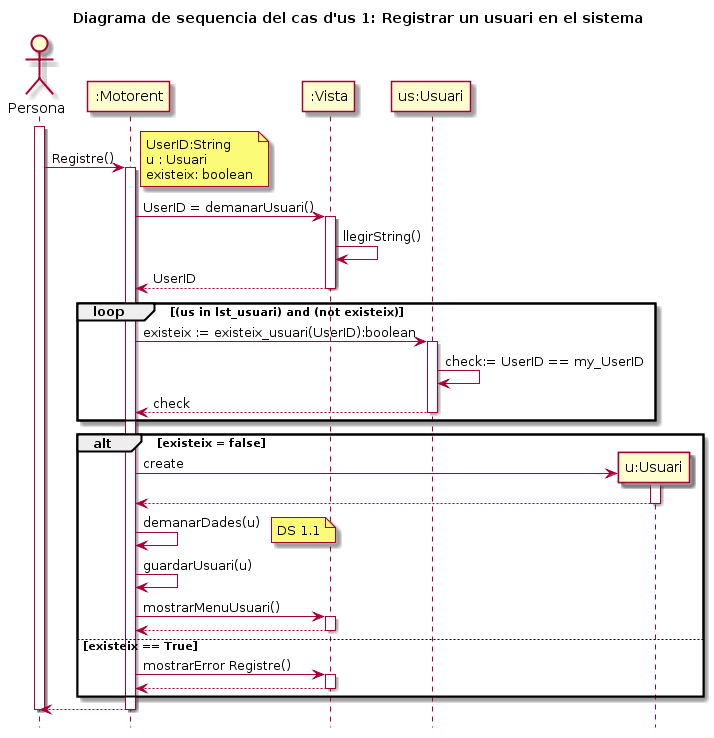 Diagrama de sequencia del cas d'us 1: Registrar un usuari en el sistema
Persona
:Motorent
:Vista
us:Usuari
UserID:String
u : Usuari
existeix: boolean
Registre()
UserID = demanarUsuari()
llegirString()
UserID
loop
[(us in lst_usuari) and (not existeix)]
existeix := existeix_usuari(UserID):boolean
check:= UserID == my_UserID
check
alt
[existeix = false]
create
u:Usuari
demanarDades(u)
DS 1.1
guardarUsuari(u)
mostrarMenuUsuari()
[existeix == True]
mostrarError Registre()